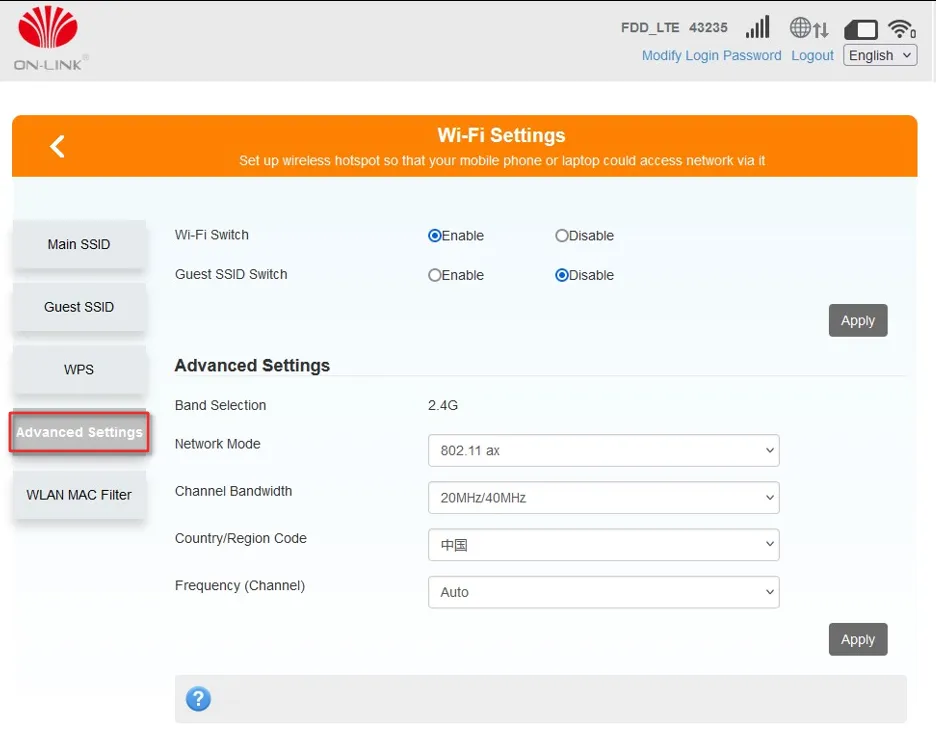 FDD_LTE 43235
ON-LINK®
Modify Login Password Logout English
Wi-Fi Settings
Set up wireless hotspot so that your mobile phone or laptop could access network via it
Main SSID
Guest SSID
WPS
Advanced Settings
WLAN MAC Filter
Wi-Fi Switch Enable Disable
Guest SSID Switch Enable Disable
Apply
Advanced Settings
Band Selection 2.4G
Network Mode 802.11 ax
Channel Bandwidth 20MHz/40MHz
Country/Region Code 中国
Frequency (Channel) Auto
Apply
?